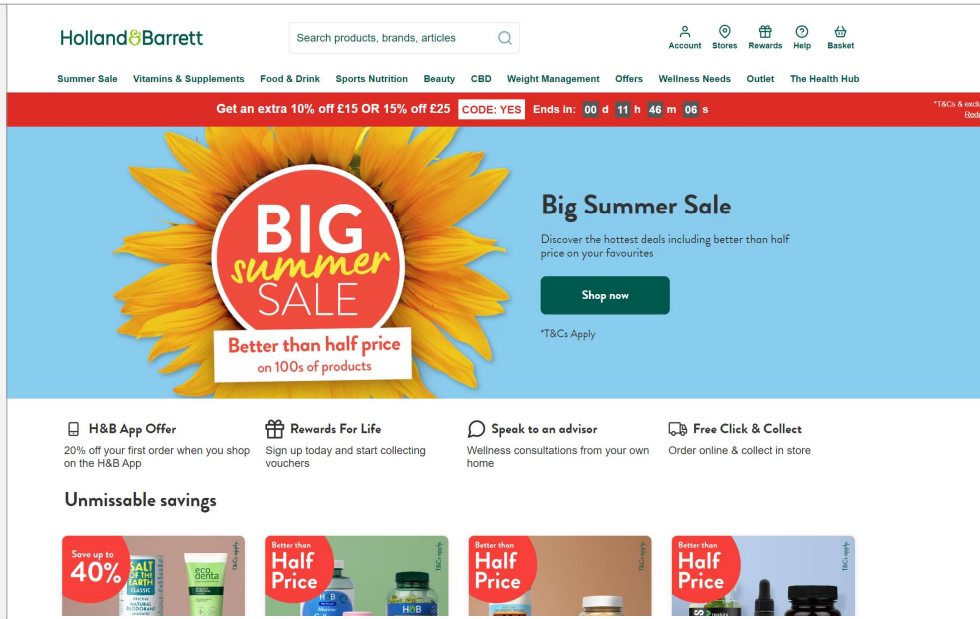 Holland&Barrett
Search products, brands, articles
Account Stores Rewards Help Basket
Summer Sale Vitamins & Supplements Food & Drink Sports Nutrition Beauty CBD Weight Management Offers Wellness Needs Outlet The Health Hub
Get an extra 10% off £15 OR 15% off £25 CODE: YES Ends in: 00 d 11 h 46 m 06 s
*T&Cs &
BIG
summer
SALE
Better than half price
on 100s of products
Big Summer Sale
Discover the hottest deals including better than half
price on your favourites
Shop now
*T&Cs Apply
H&B App Offer
20% off your first order when you shop
on the H&B App
Rewards For Life
Sign up today and start collecting
vouchers
Speak to an advisor
Wellness consultations from your own
home
Free Click & Collect
Order online & collect in store
Unmissable savings
Save up to
40%
T&Cs apply.
SALT
OF THE
EARTH
CLASSIC
EFFECTIVE
NATURAL
DEODORANT
eco.
denta
Better than
Half
Price
T&Cs apply.
H&B
Marine
H&B
Better than
Half
Price
T&Cs apply.
Better than
Half
Price
T&Cs apply.